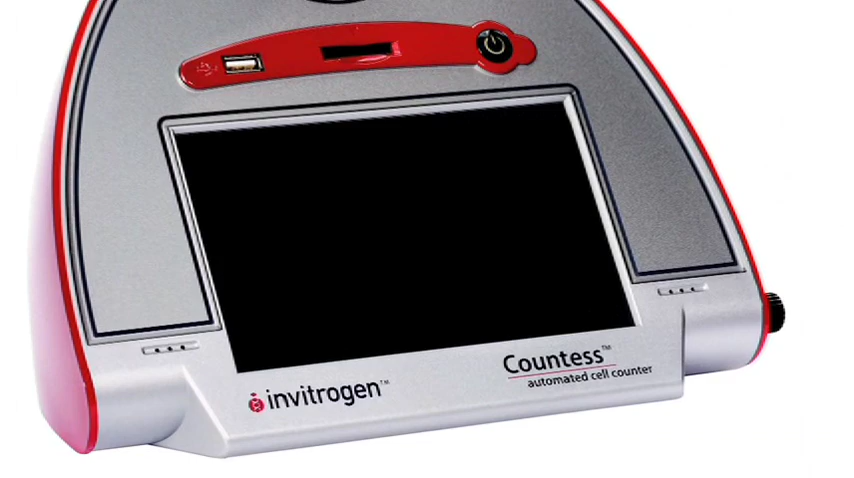 invitrogen™
Countess™
automated cell counter